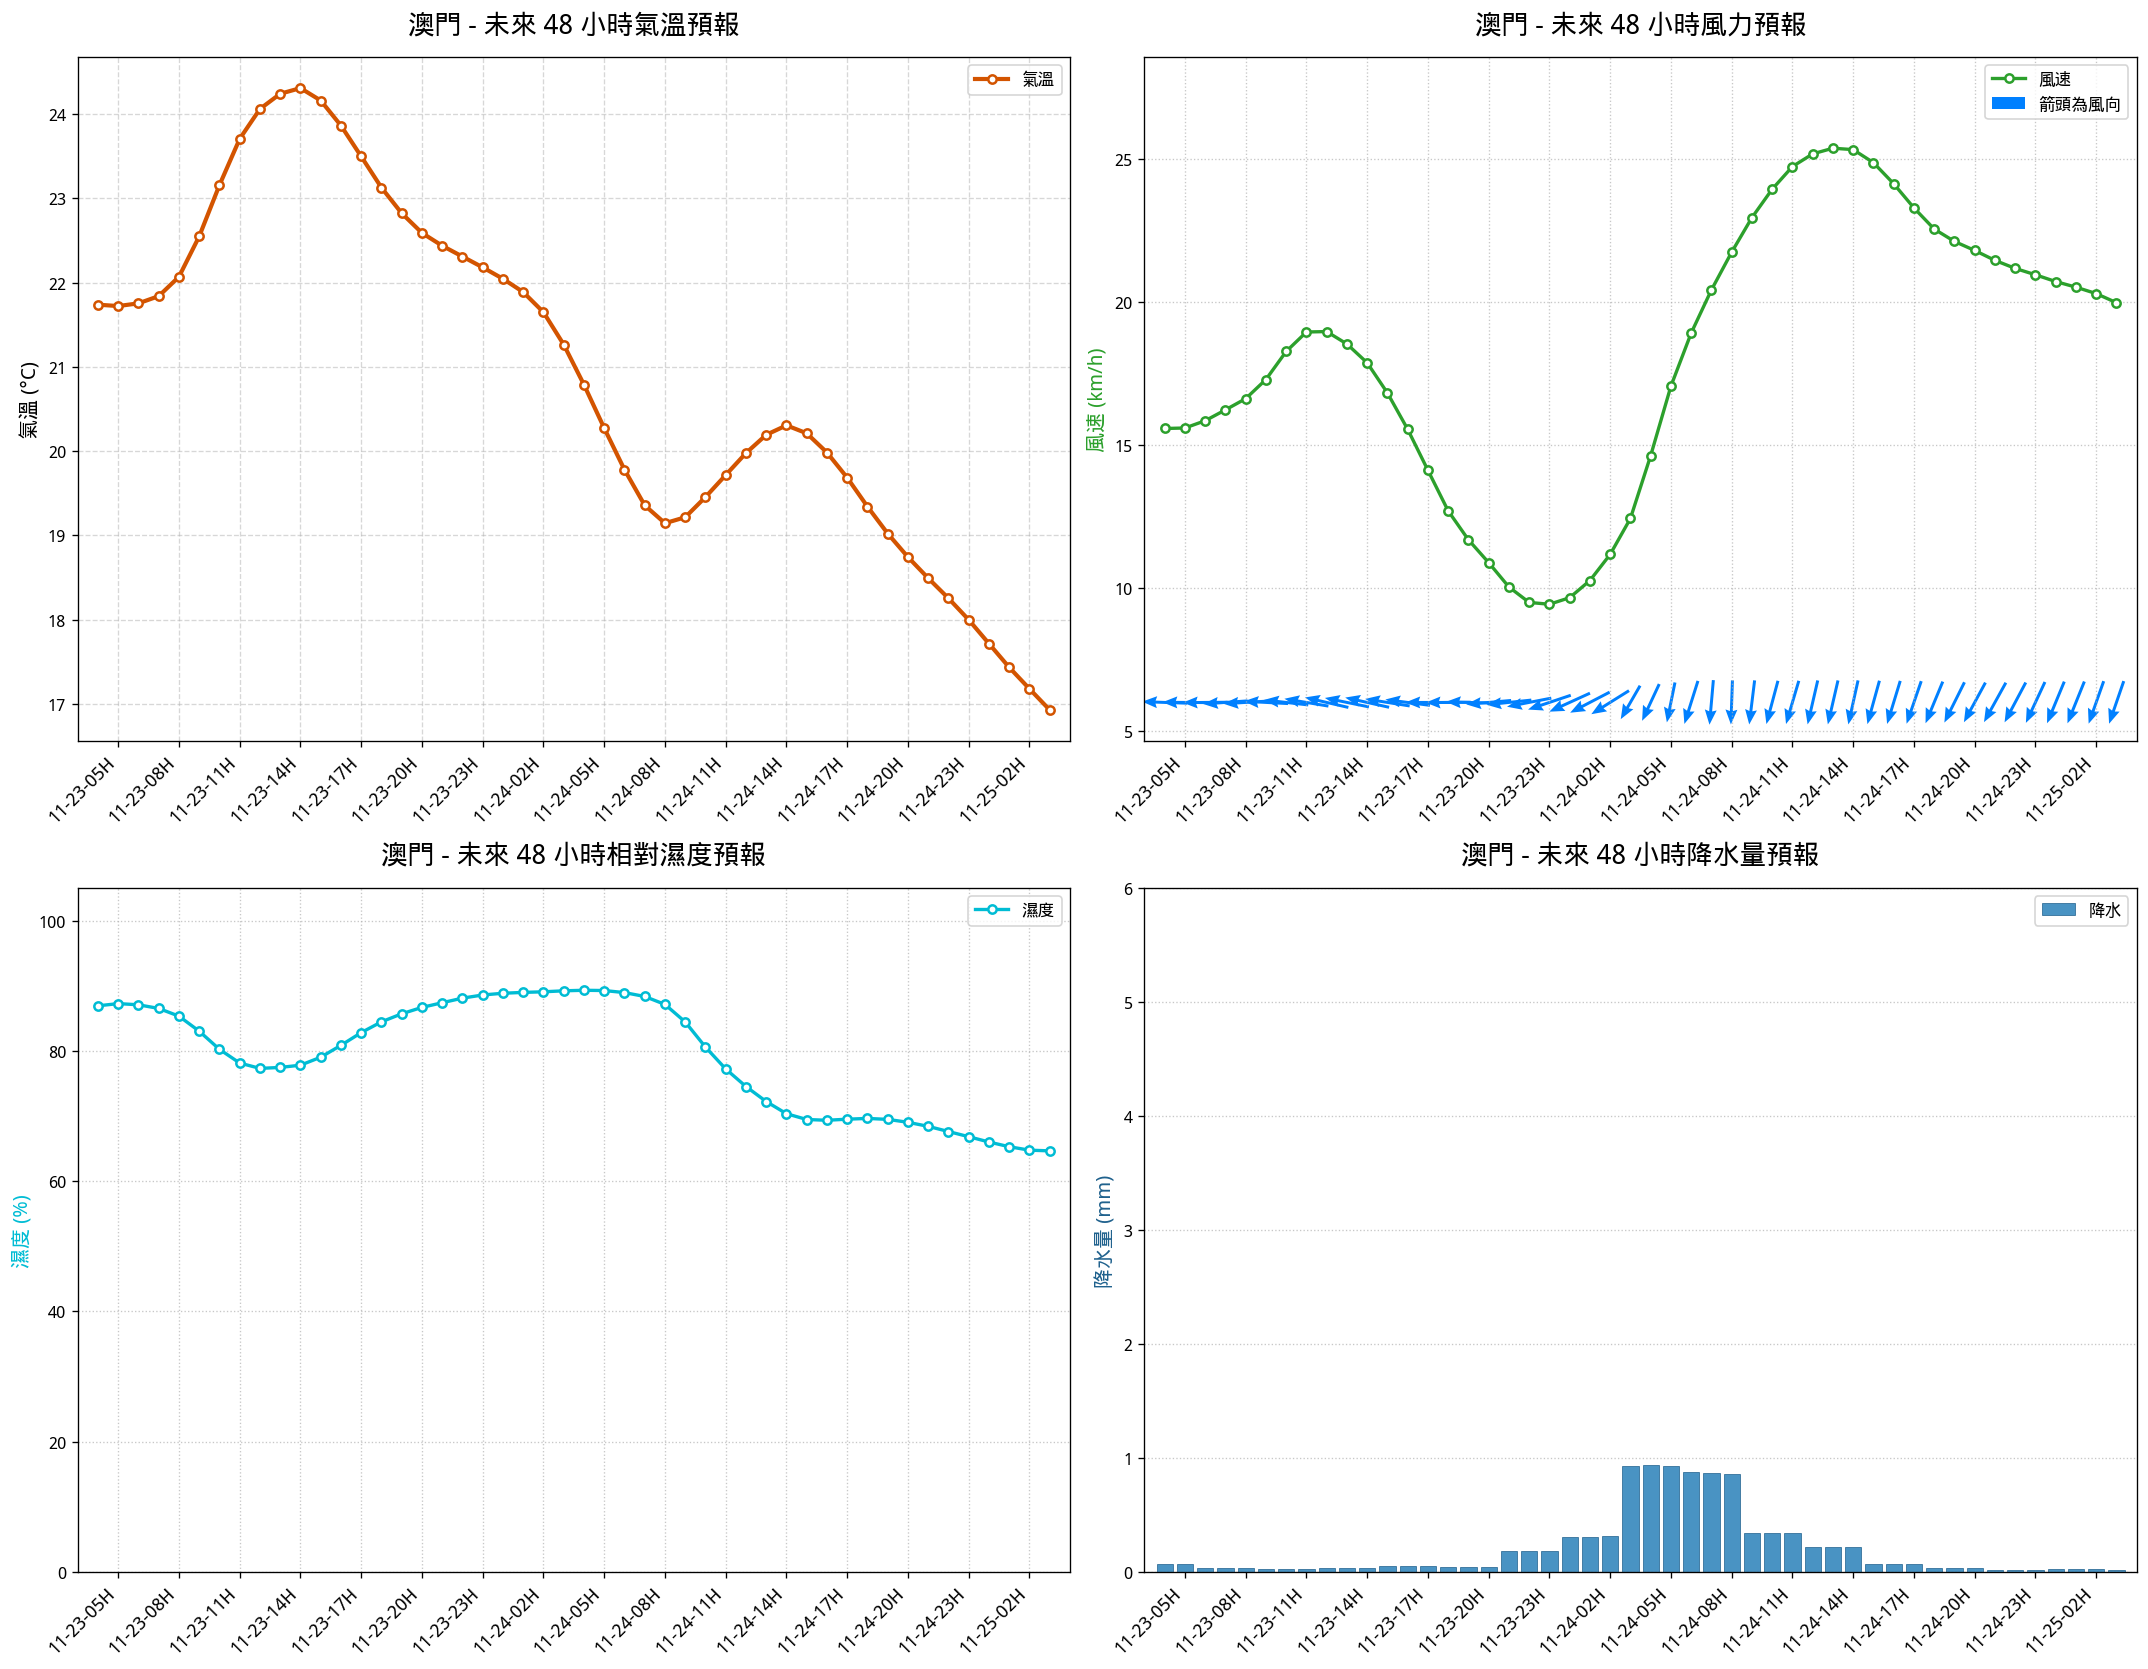 澳門 - 未來 48 小時氣溫預報
氣溫
氣溫 (°C)
24
23
22
21
20
19
18
17
11-23-05H
11-23-08H
11-23-11H
11-23-14H
11-23-17H
11-23-20H
11-23-23H
11-24-02H
11-24-05H
11-24-08H
11-24-11H
11-24-14H
11-24-17H
11-24-20H
11-24-23H
11-25-02H
澳門 - 未來 48 小時風力預報
風速
箭頭為風向
風速 (km/h)
25
20
15
10
5
11-23-05H
11-23-08H
11-23-11H
11-23-14H
11-23-17H
11-23-20H
11-23-23H
11-24-02H
11-24-05H
11-24-08H
11-24-11H
11-24-14H
11-24-17H
11-24-20H
11-24-23H
11-25-02H
澳門 - 未來 48 小時相對濕度預報
濕度
濕度 (%)
100
80
60
40
20
0
11-23-05H
11-23-08H
11-23-11H
11-23-14H
11-23-17H
11-23-20H
11-23-23H
11-24-02H
11-24-05H
11-24-08H
11-24-11H
11-24-14H
11-24-17H
11-24-20H
11-24-23H
11-25-02H
澳門 - 未來 48 小時降水量預報
降水
降水量 (mm)
6
5
4
3
2
1
0
11-23-05H
11-23-08H
11-23-11H
11-23-14H
11-23-17H
11-23-20H
11-23-23H
11-24-02H
11-24-05H
11-24-08H
11-24-11H
11-24-14H
11-24-17H
11-24-20H
11-24-23H
11-25-02H